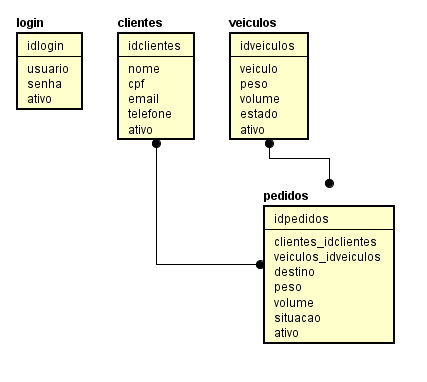 login
idlogin
usuario
senha
ativo
clientes
idclientes
nome
cpf
email
telefone
ativo
veiculos
idveiculos
veiculo
peso
volume
estado
ativo
pedidos
idpedidos
clientes_idclientes
veiculos_idveiculos
destino
peso
volume
situacao
ativo